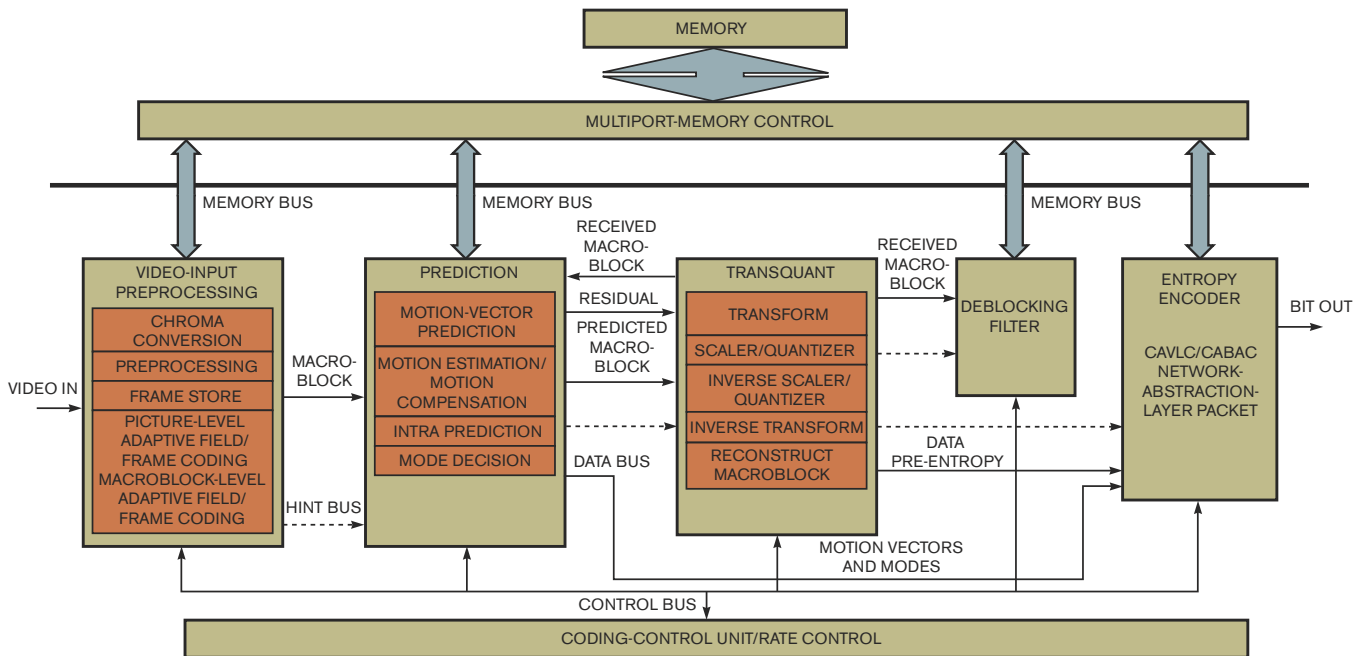 MEMORY
MULTIPORT-MEMORY CONTROL
MEMORY BUS
MEMORY BUS
MEMORY BUS
VIDEO IN
VIDEO-INPUT
PREPROCESSING
CHROMA
CONVERSION
PREPROCESSING
FRAME STORE
PICTURE-LEVEL
ADAPTIVE FIELD/
FRAME CODING
MACROBLOCK-LEVEL
ADAPTIVE FIELD/
FRAME CODING
MACRO-
BLOCK
HINT BUS
PREDICTION
MOTION-VECTOR
PREDICTION
MOTION ESTIMATION/
MOTION
COMPENSATION
INTRA PREDICTION
MODE DECISION
RECEIVED
MACRO-
BLOCK
RESIDUAL
PREDICTED
MACRO-
BLOCK
DATA BUS
TRANSQUANT
TRANSFORM
SCALER/QUANTIZER
INVERSE SCALER/
QUANTIZER
INVERSE TRANSFORM
RECONSTRUCT
MACROBLOCK
RECEIVED
MACRO-
BLOCK
DEBLOCKING
FILTER
DATA
PRE-ENTROPY
MOTION VECTORS
AND MODES
ENTROPY
ENCODER
CAVLC/CABAC
NETWORK-
ABSTRACTION-
LAYER PACKET
BIT OUT
CONTROL BUS
CODING-CONTROL UNIT/RATE CONTROL